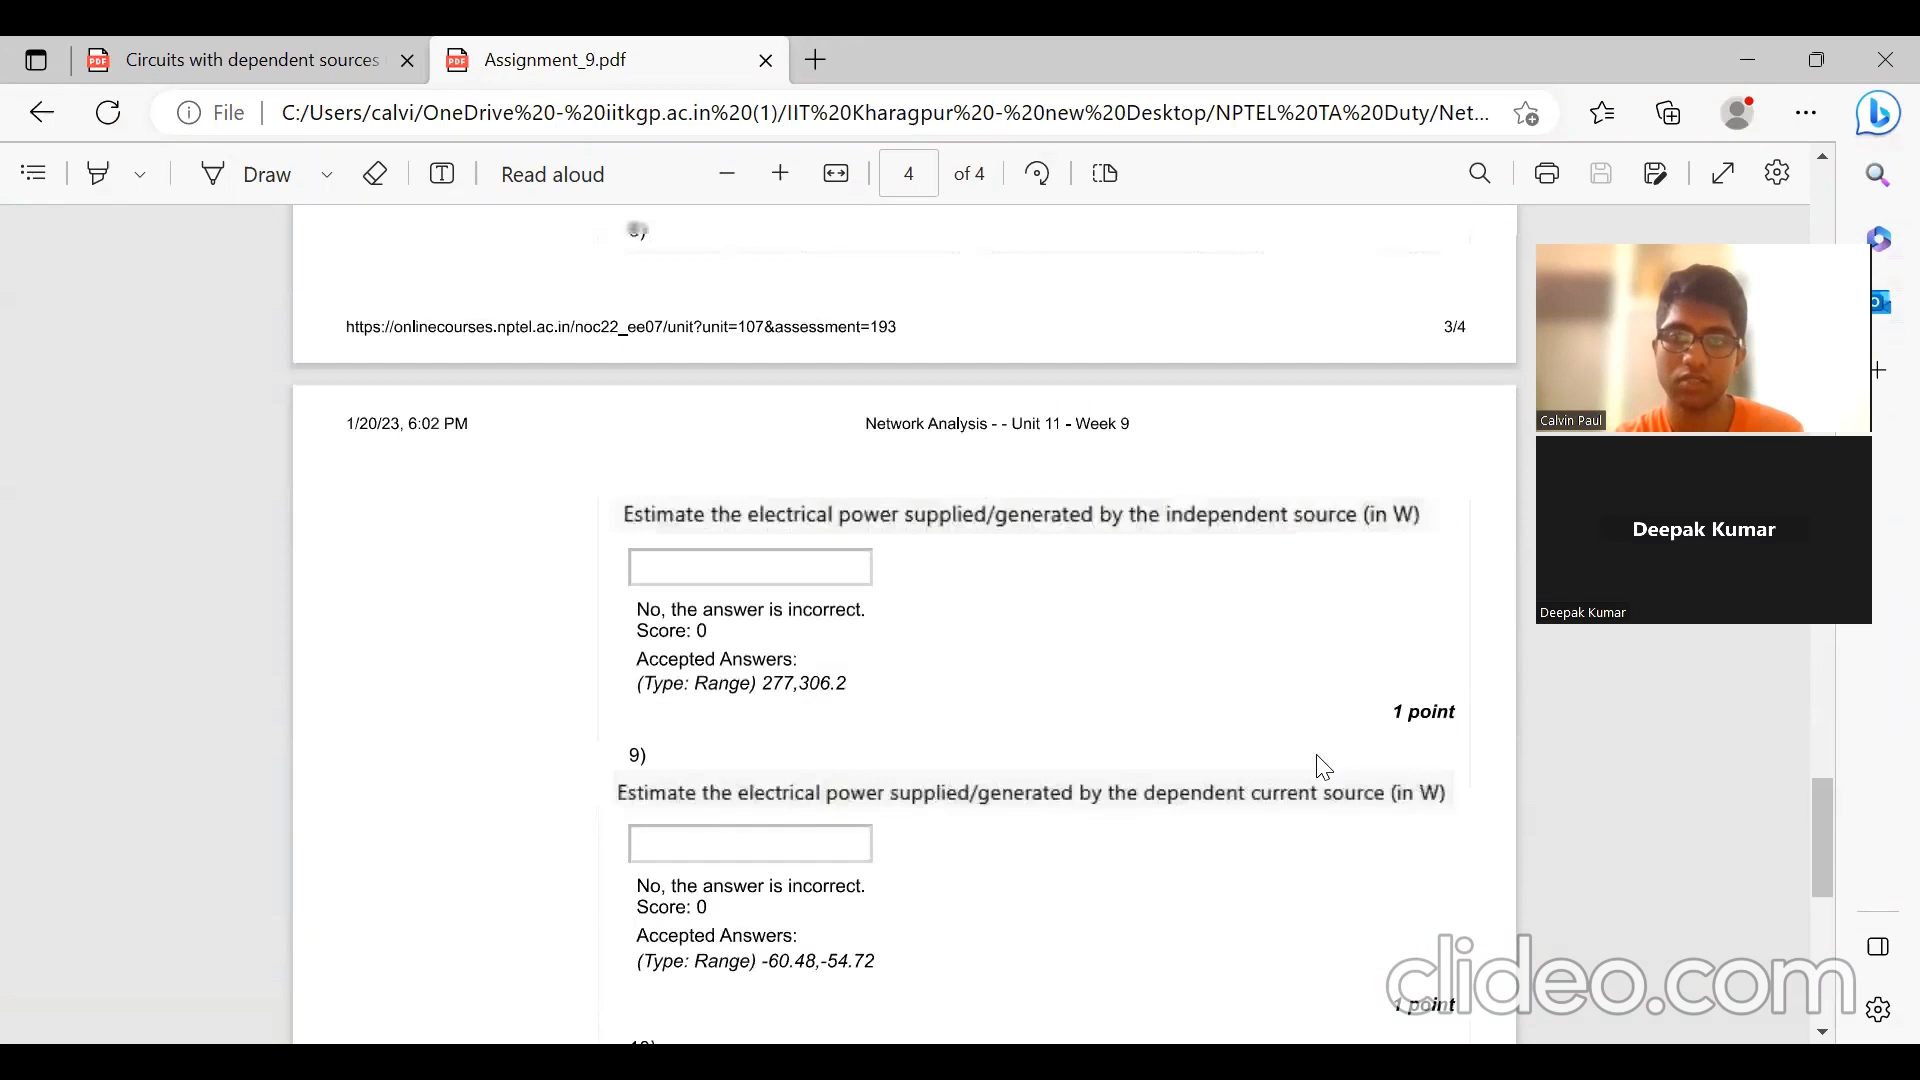 Circuits with dependent sources
Assignment_9.pdf
File
C:/Users/calvi/OneDrive%20-%20iitkgp.ac.in%20(1)/IIT%20Kharagpur%20-%20new%20Desktop/NPTEL%20TA%20Duty/Net...
Draw
Read aloud
4
of 4
https://onlinecourses.nptel.ac.in/noc22_ee07/unit?unit=107&assessment=193
3/4
1/20/23, 6:02 PM
Network Analysis - - Unit 11 - Week 9
Estimate the electrical power supplied/generated by the independent source (in W)
No, the answer is incorrect.
Score: 0
Accepted Answers:
(Type: Range) 277,306.2
1 point
9)
Estimate the electrical power supplied/generated by the dependent current source (in W)
No, the answer is incorrect.
Score: 0
Accepted Answers:
(Type: Range) -60.48,-54.72
1 point
Calvin Paul
Deepak Kumar
Deepak Kumar
clideo.com